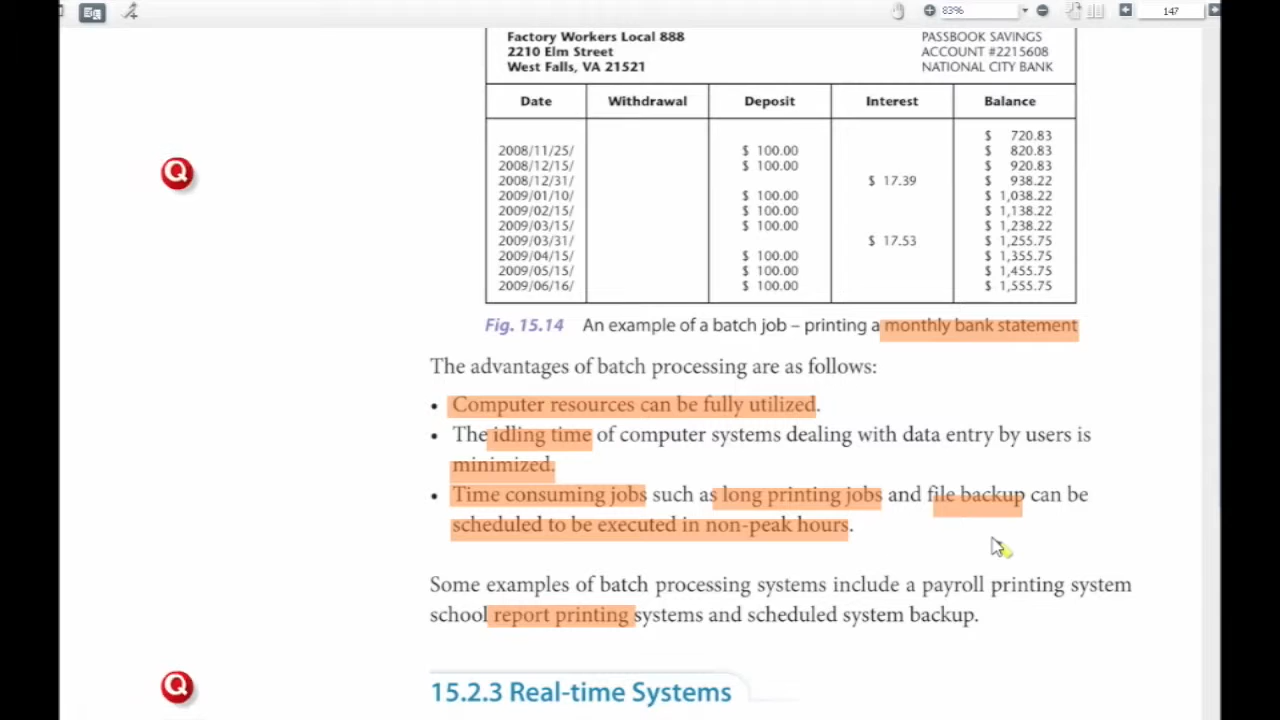 83%
147
Factory Workers Local 888 PASSBOOK SAVINGS
2210 Elm Street ACCOUNT #2215608
West Falls, VA 21521 NATIONAL CITY BANK
Date Withdrawal Deposit Interest Balance
$ 720.83
2008/11/25/ $ 100.00 $ 820.83
2008/12/15/ $ 100.00 $ 920.83
2008/12/31/ $ 17.39 $ 938.22
2009/01/10/ $ 100.00 $ 1,038.22
2009/02/15/ $ 100.00 $ 1,138.22
2009/03/15/ $ 100.00 $ 1,238.22
2009/03/31/ $ 17.53 $ 1,255.75
2009/04/15/ $ 100.00 $ 1,355.75
2009/05/15/ $ 100.00 $ 1,455.75
2009/06/16/ $ 100.00 $ 1,555.75
Q
Fig. 15.14 An example of a batch job – printing a monthly bank statement
The advantages of batch processing are as follows:
• Computer resources can be fully utilized.
• The idling time of computer systems dealing with data entry by users is
minimized.
• Time consuming jobs such as long printing jobs and file backup can be
scheduled to be executed in non-peak hours.
Some examples of batch processing systems include a payroll printing system
school report printing systems and scheduled system backup.
Q
15.2.3 Real-time Systems